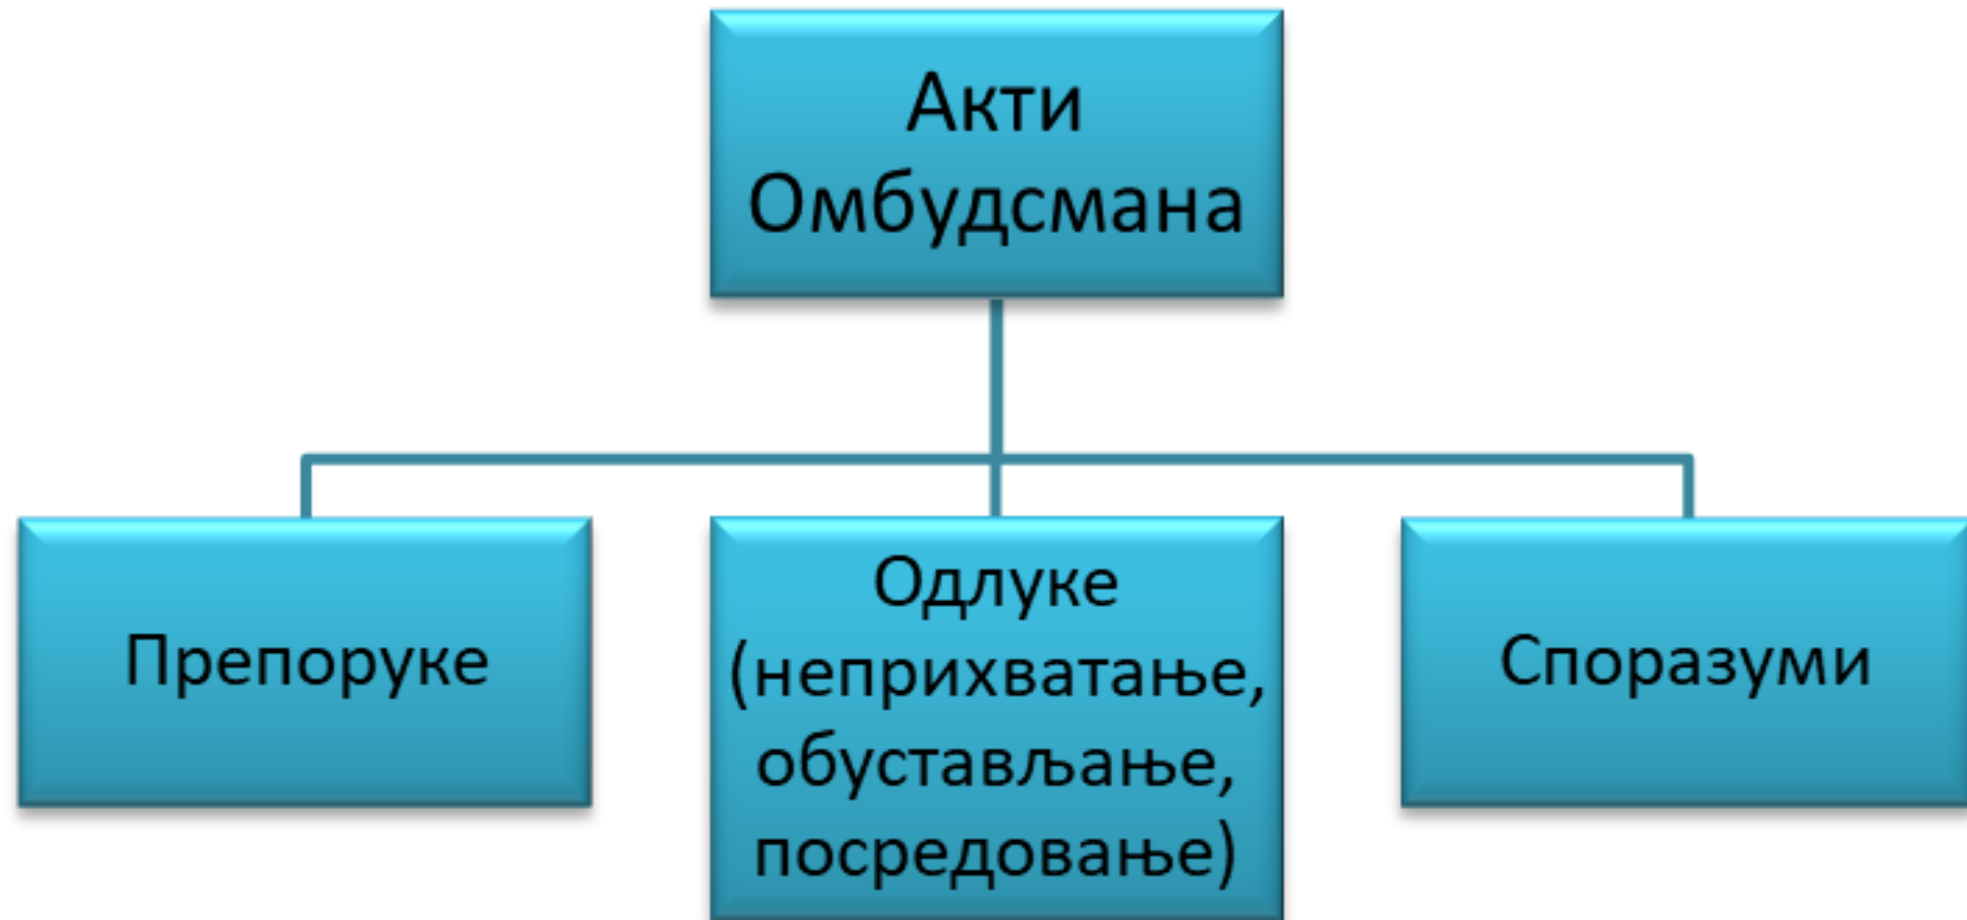 Акти
Омбудсмана
Препоруке
Одлуке
(неприхватање,
обустављање,
посредовање)
Споразуми